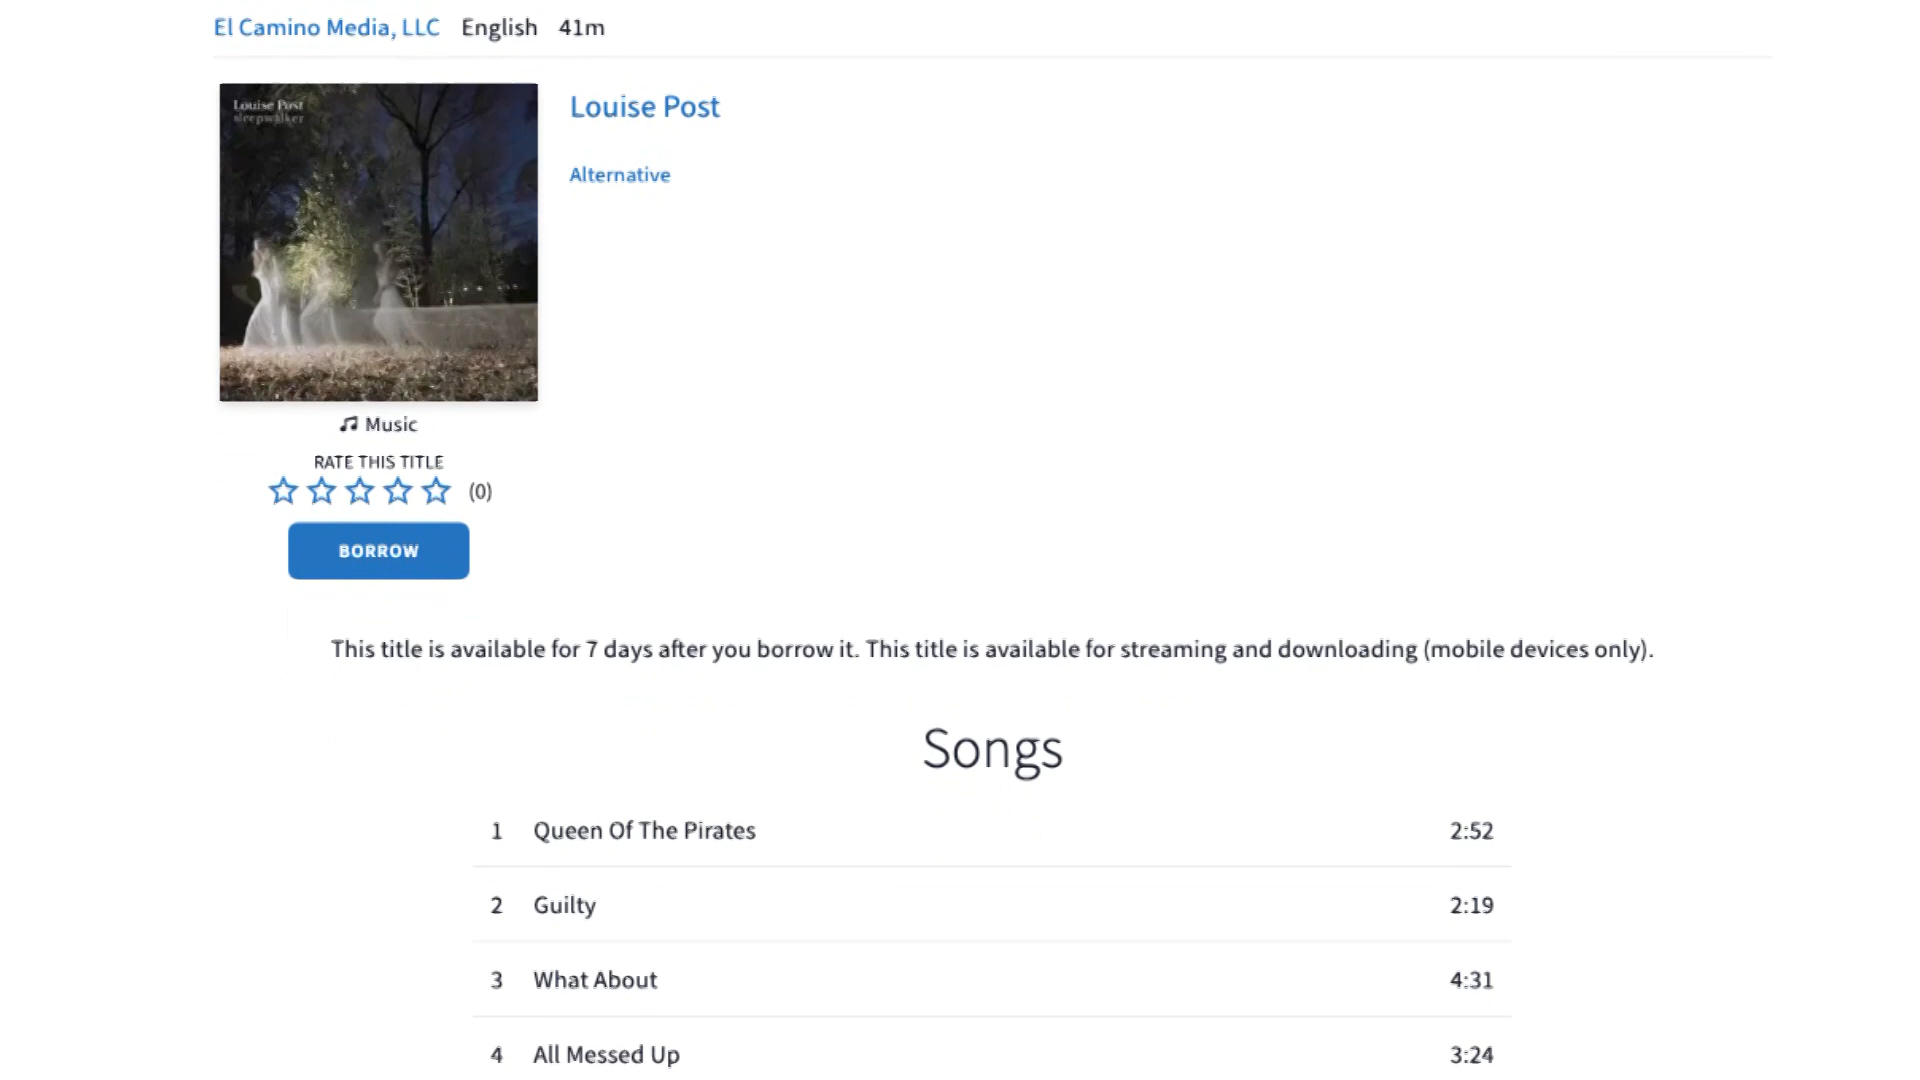 El Camino Media, LLC English 41m
Louise Post
sleepwalker
Louise Post
Alternative
Music
RATE THIS TITLE
(0)
BORROW
This title is available for 7 days after you borrow it. This title is available for streaming and downloading (mobile devices only).
Songs
1 Queen Of The Pirates 2:52
2 Guilty 2:19
3 What About 4:31
4 All Messed Up 3:24